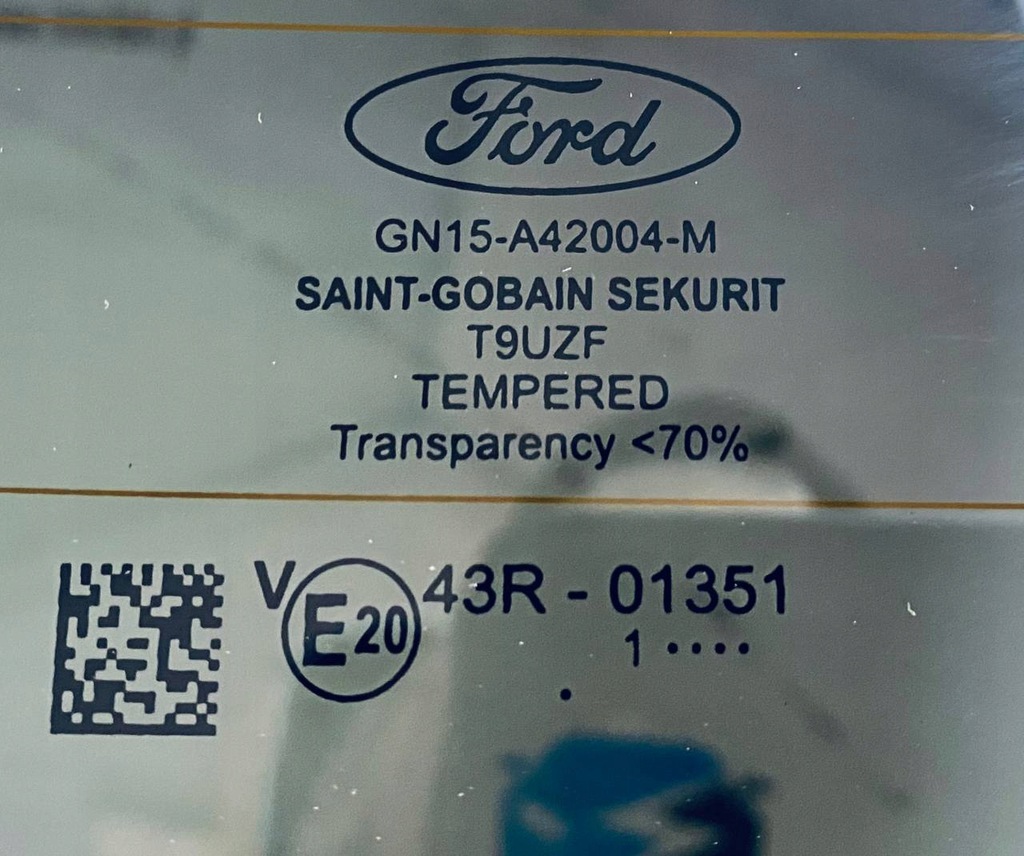 Ford
GN15-A42004-M
SAINT-GOBAIN SEKURIT
T9UZF
TEMPERED
Transparency <70%
V E20 43R - 01351
1 ····
.